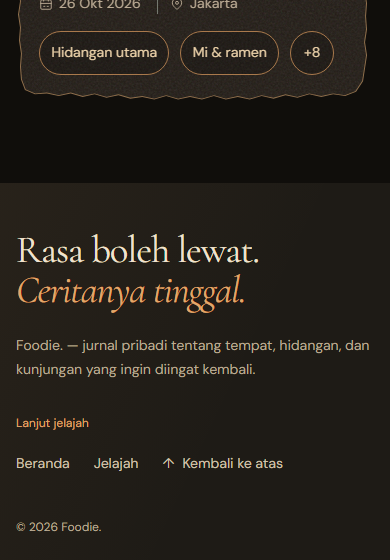 26 Okt 2026 Jakarta
Hidangan utama Mi & ramen +8
Rasa boleh lewat.
Ceritanya tinggal.
Foodie. — jurnal pribadi tentang tempat, hidangan, dan
kunjungan yang ingin diingat kembali.
Lanjut jelajah
Beranda Jelajah ↑ Kembali ke atas
© 2026 Foodie.